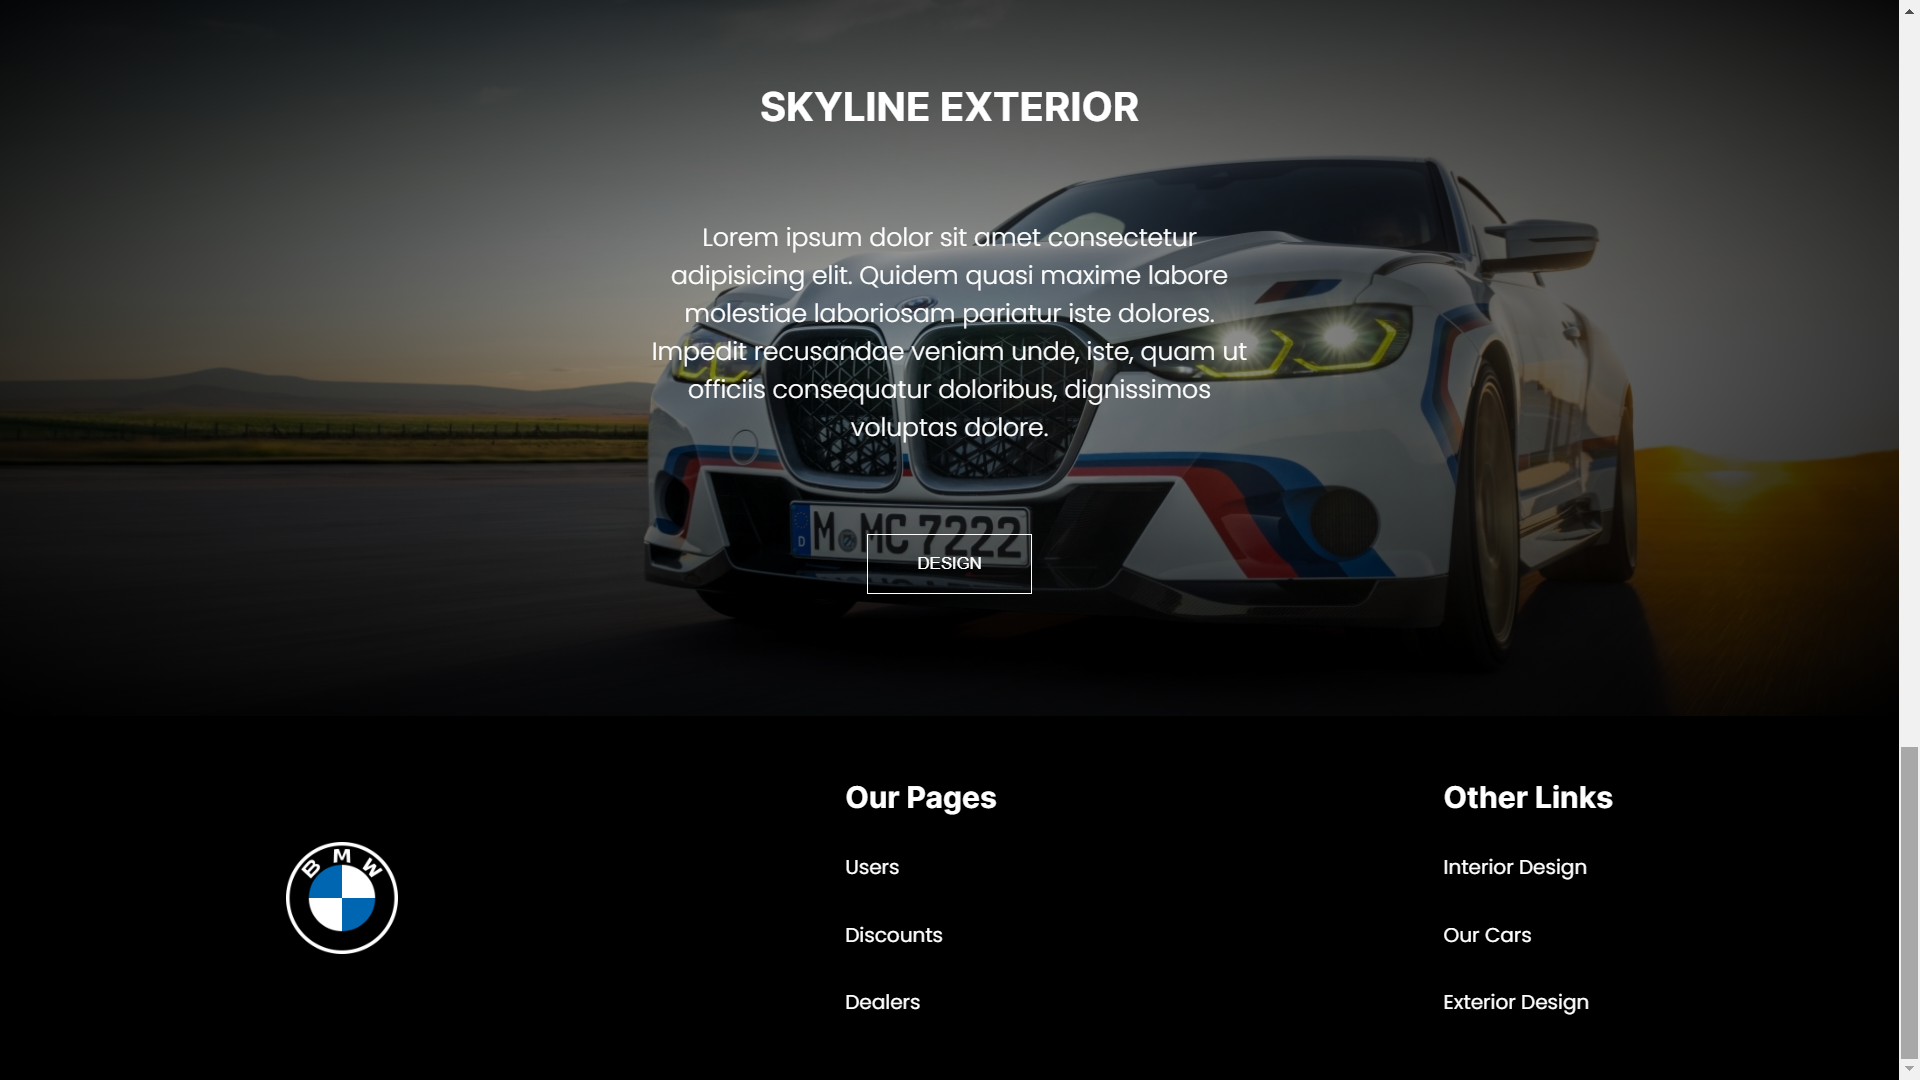 SKYLINE EXTERIOR
Lorem ipsum dolor sit amet consectetur
adipisicing elit. Quidem quasi maxime labore
molestiae laboriosam pariatur iste dolores.
Impedit recusandae veniam unde, iste, quam ut
officiis consequatur doloribus, dignissimos
voluptas dolore.
D
M MC 7222
DESIGN
BMW
Our Pages
Users
Discounts
Dealers
Other Links
Interior Design
Our Cars
Exterior Design